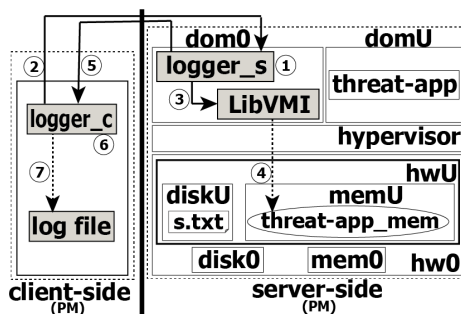 dom0
domU
2
5
logger_s
1
threat-app
3
LibVMI
logger_c
6
hypervisor
hwU
7
4
diskU
memU
s.txt
threat-app_mem
log file
disk0
mem0
hw0
client-side
server-side
(PM)
(PM)